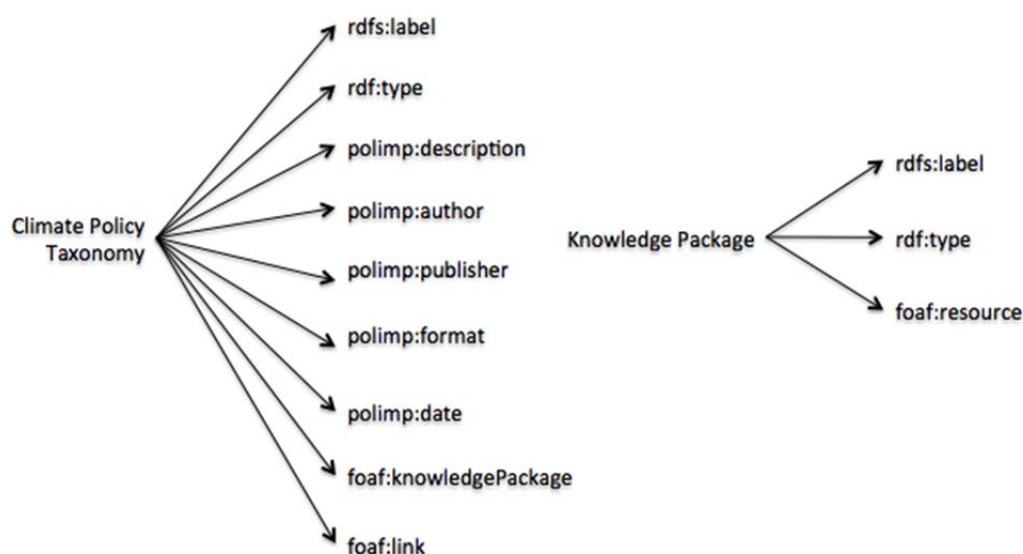 Climate Policy
Taxonomy
rdfs:label
rdf:type
polimp:description
polimp:author
polimp:publisher
polimp:format
polimp:date
foaf:knowledgePackage
foaf:link
Knowledge Package
rdfs:label
rdf:type
foaf:resource